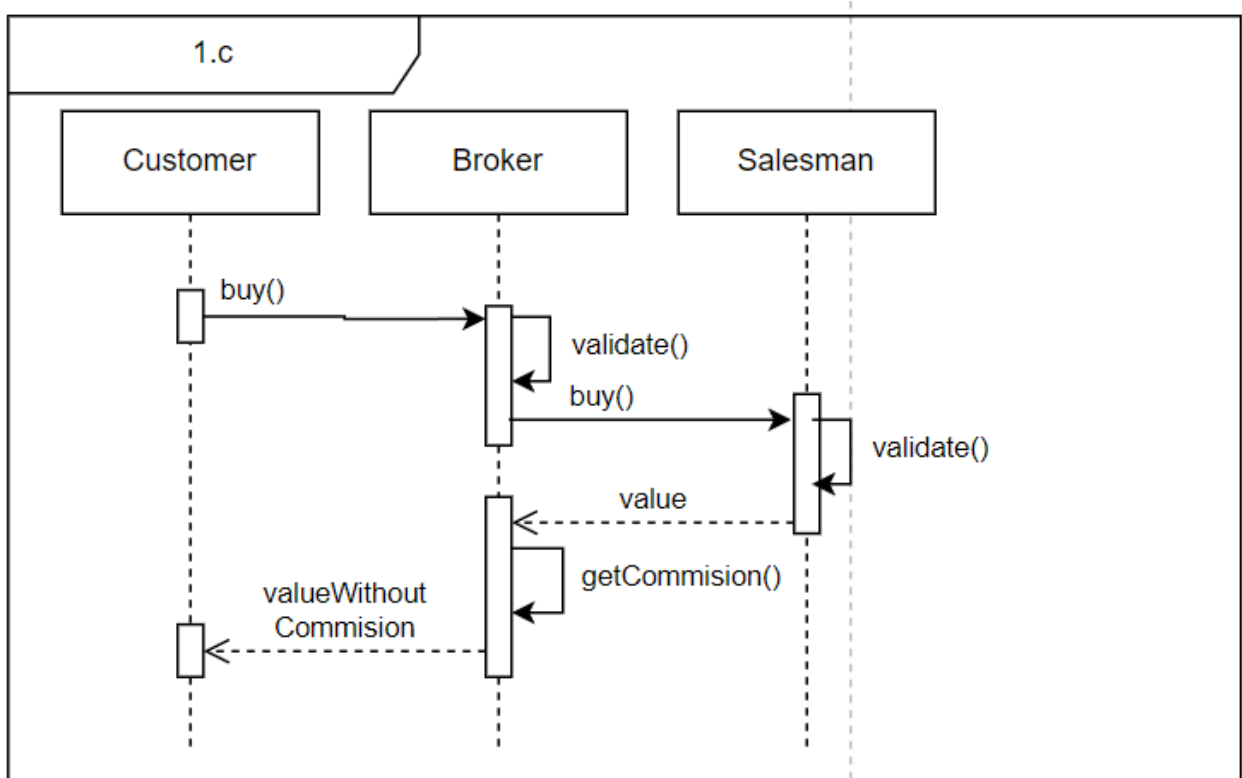 1.c
Customer
Broker
Salesman
buy()
validate()
buy()
validate()
value
getCommision()
valueWithout
Commision